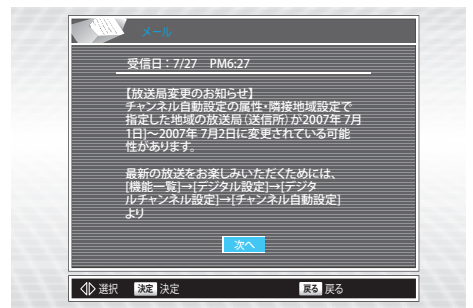 メール
受信日：7/27 PM6:27
【放送局変更のお知らせ】
チャンネル自動設定の属性・隣接地域設定で
指定した地域の放送局（送信所）が2007年 7月
1日]～2007年 7月2日に変更されている可能
性があります。
最新の放送をお楽しみいただくためには、
[機能一覧]→[デジタル設定]→[デジタ
ルチャンネル設定]→[チャンネル自動設定]
より
次へ
選択 決定 決定 戻る 戻る